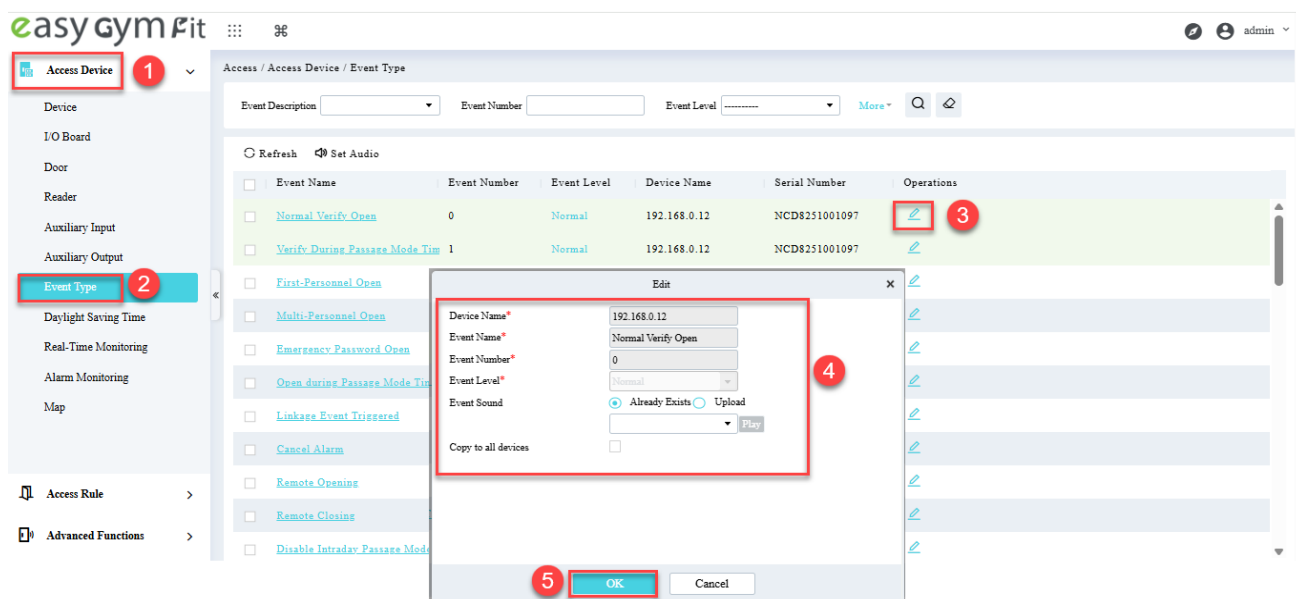 easy GymFit
admin
Access Device
1
Access / Access Device / Event Type
Device
Event Description
Event Number
Event Level
----------
More
I/O Board
Door
Refresh
Set Audio
Reader
Event Name
Event Number
Event Level
Device Name
Serial Number
Operations
Auxiliary Input
Normal Verify Open
0
Normal
192.168.0.12
NCD8251001097
3
Auxiliary Output
Verify During Passage Mode Tim
1
Normal
192.168.0.12
NCD8251001097
Event Type
2
First-Personnel Open
Daylight Saving Time
Multi-Personnel Open
Real-Time Monitoring
Emergency Password Open
Alarm Monitoring
Open during Passage Mode Tim
Map
Linkage Event Triggered
Cancel Alarm
Remote Opening
Remote Closing
Disable Intraday Passage Mode
Access Rule
Advanced Functions
Edit
Device Name*
192.168.0.12
Event Name*
Normal Verify Open
Event Number*
0
Event Level*
Normal
4
Event Sound
Already Exists
Upload
Play
Copy to all devices
5
OK
Cancel